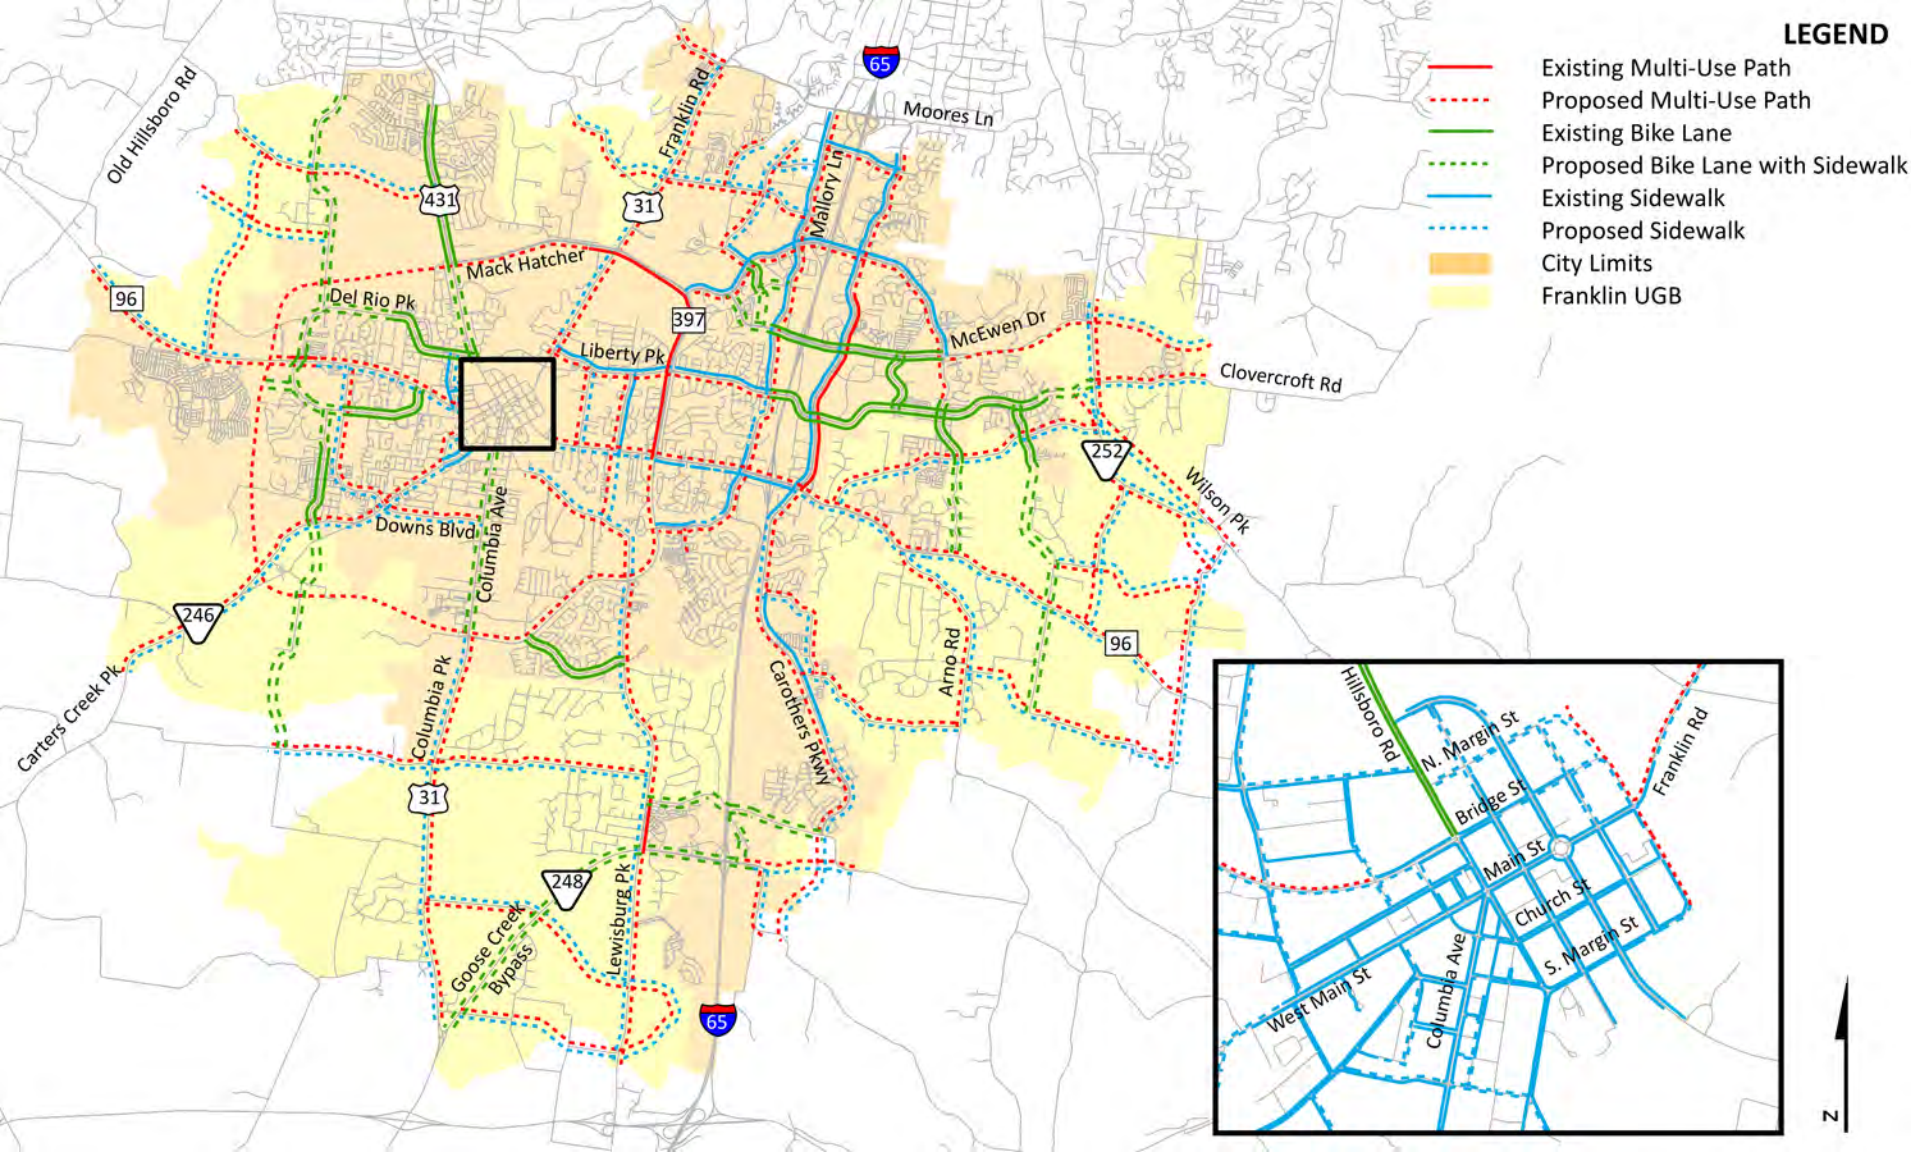 LEGEND
Existing Multi-Use Path
Proposed Multi-Use Path
Existing Bike Lane
Proposed Bike Lane with Sidewalk
Existing Sidewalk
Proposed Sidewalk
City Limits
Franklin UGB
65
Moores Ln
Franklin Rd
Old Hillsboro Rd
431
31
Mallory Ln
Mack Hatcher
96
Del Rio Pk
397
McEwen Dr
Liberty Pk
Clovercroft Rd
252
Wilson Pk
Downs Blvd
Columbia Ave
246
Arno Rd
96
Carters Creek Pk
Columbia Pk
Carothers Pkwy
31
248
Goose Creek
Bypass
Lewisburg Pk
65
Hillsboro Rd
N. Margin St
Franklin Rd
Bridge St
Main St
Church St
S. Margin St
Columbia Ave
West Main St
N